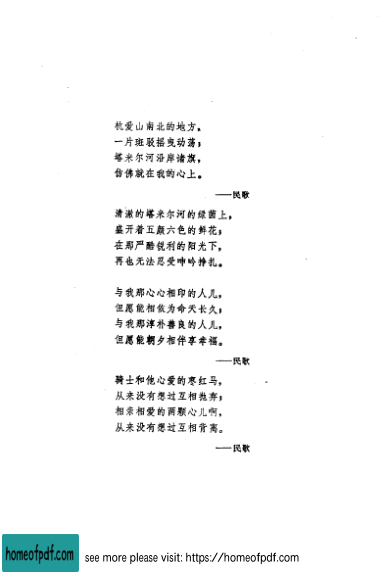 杭爱山南北的地方，
一片斑驳摇曳动荡；
塔米尔河沿岸诸旗，
仿佛就在我的心上。
——民歌
清澈的塔米尔河的绿茵上，
盛开着五颜六色的鲜花；
在那严酷锐利的阳光下，
再也无法忍受呻吟挣扎。
与我那心心相印的人儿，
但愿能相依为命天长久；
与我那淳朴善良的人儿，
但愿能朝夕相伴享幸福。
——民歌
骑士和他心爱的枣红马，
从来没有想过互相抛弃；
相亲相爱的两颗心儿啊，
从来没有想过互相背离。
——民歌
homeofpdf.com
see more please visit: https://homeofpdf.com